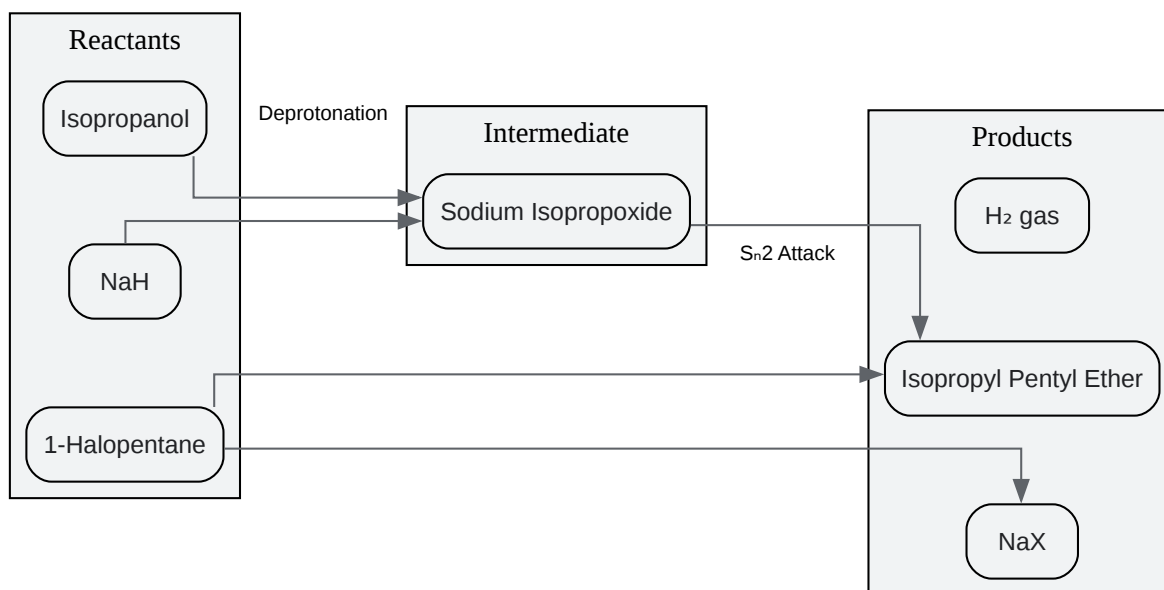 Reactants
Isopropanol
NaH
1-Halopentane
Deprotonation
Intermediate
Sodium Isopropoxide
Sₙ2 Attack
Products
H₂ gas
Isopropyl Pentyl Ether
NaX